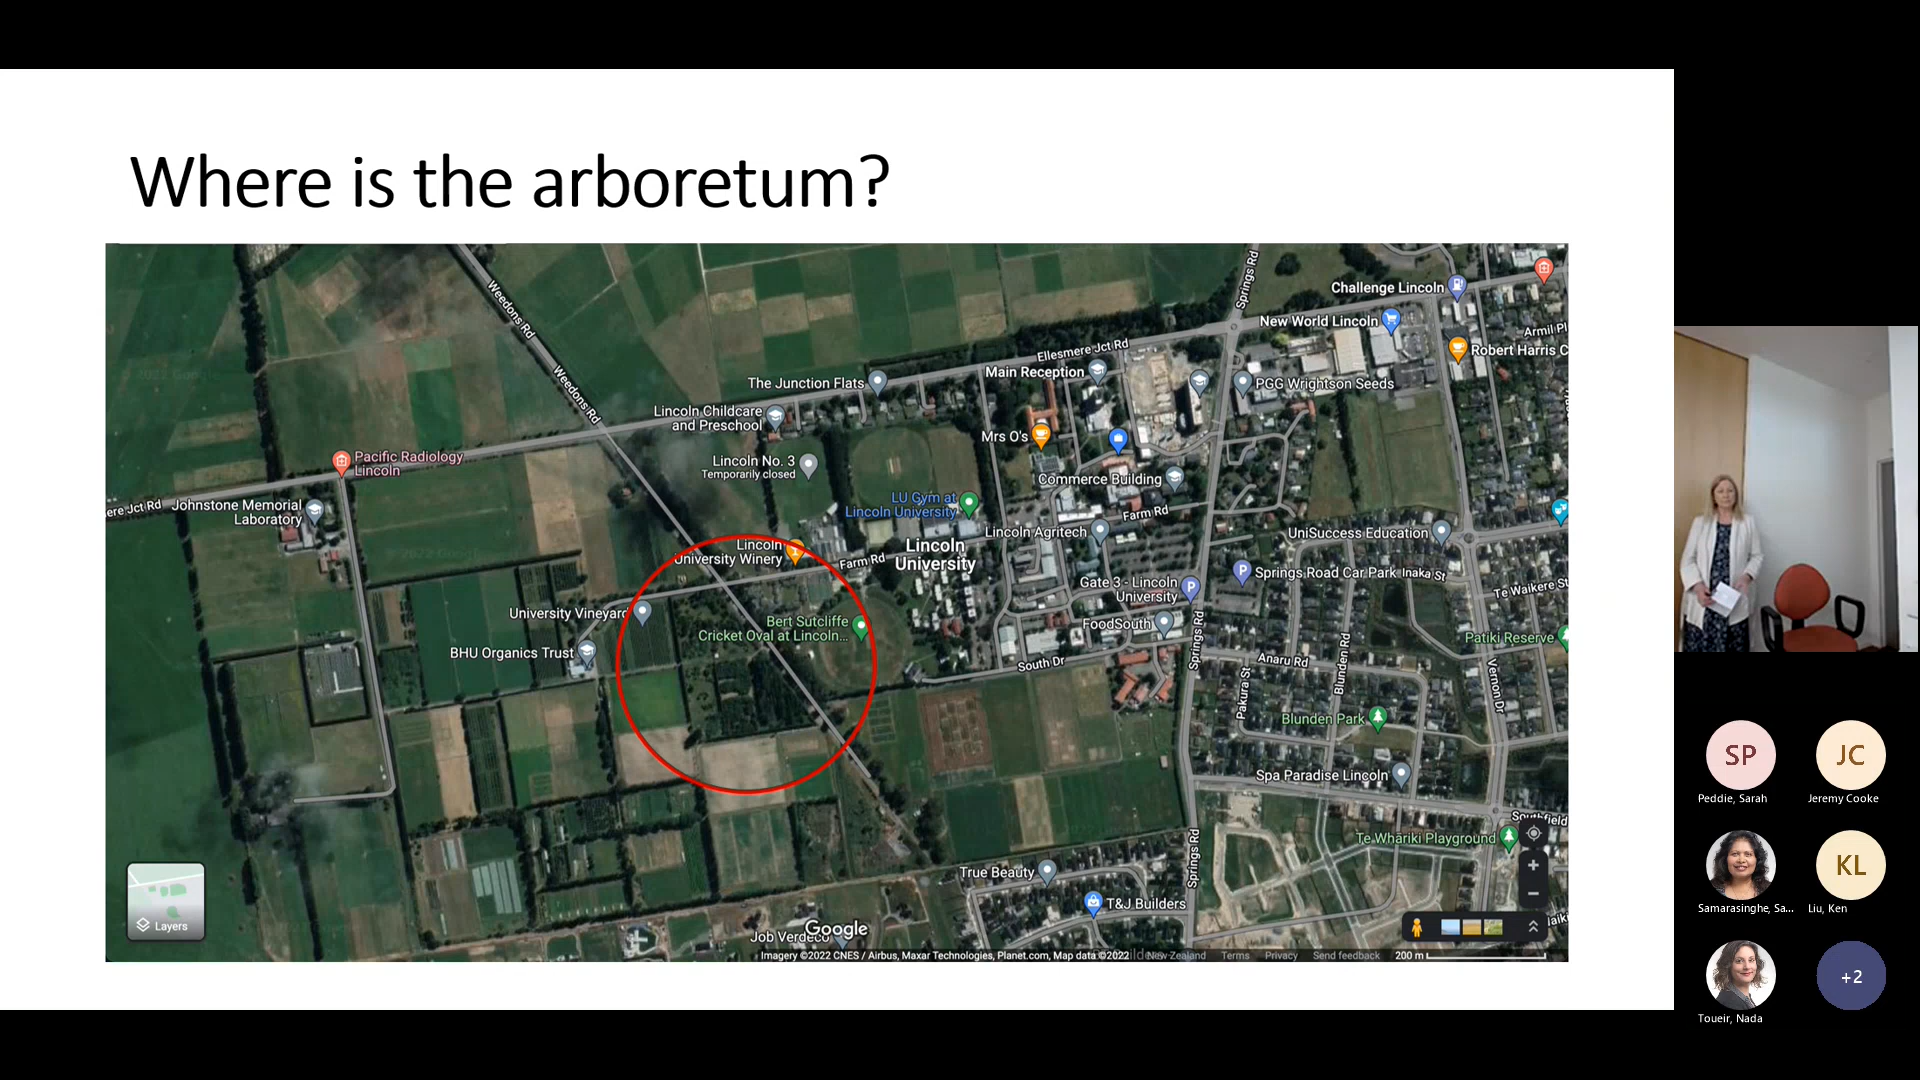 Where is the arboretum?
Weedons Rd
Weedons Rd
Springs Rd
Challenge Lincoln
New World Lincoln
Armil Pl
Robert Harris C
Ellesmere Jct Rd
Main Reception
The Junction Flats
PGG Wrightson Seeds
Lincoln Childcare
and Preschool
Mrs O's
Pacific Radiology
Lincoln
Lincoln No. 3
Temporarily closed
Commerce Building
ere Jct Rd
Johnstone Memorial
Laboratory
LU Gym at
Lincoln University
Farm Rd
Lincoln Agritech
UniSuccess Education
Lincoln
University Winery
Farm Rd
Lincoln
University
Gate 3 - Lincoln
University
Springs Road Car Park
Inaka St
Te Waikere St
University Vineyard
Bert Sutcliffe
Cricket Oval at Lincoln...
FoodSouth
Springs Rd
Patiki Reserve
BHU Organics Trust
South Dr
Anaru Rd
Blunden Rd
Pakura St
Vernon Dr
Blunden Park
Spa Paradise Lincoln
Southfield
Te Whāriki Playground
Springs Rd
True Beauty
T&J Builders
Layers
Job Verdeco
Google
Imagery ©2022 CNES / Airbus, Maxar Technologies, Planet.com, Map data ©2022
New Zealand
Terms
Privacy
Send feedback
200 m
SP
JC
Peddie, Sarah
Jeremy Cooke
KL
Samarasinghe, Sa...
Liu, Ken
+2
Toueir, Nada